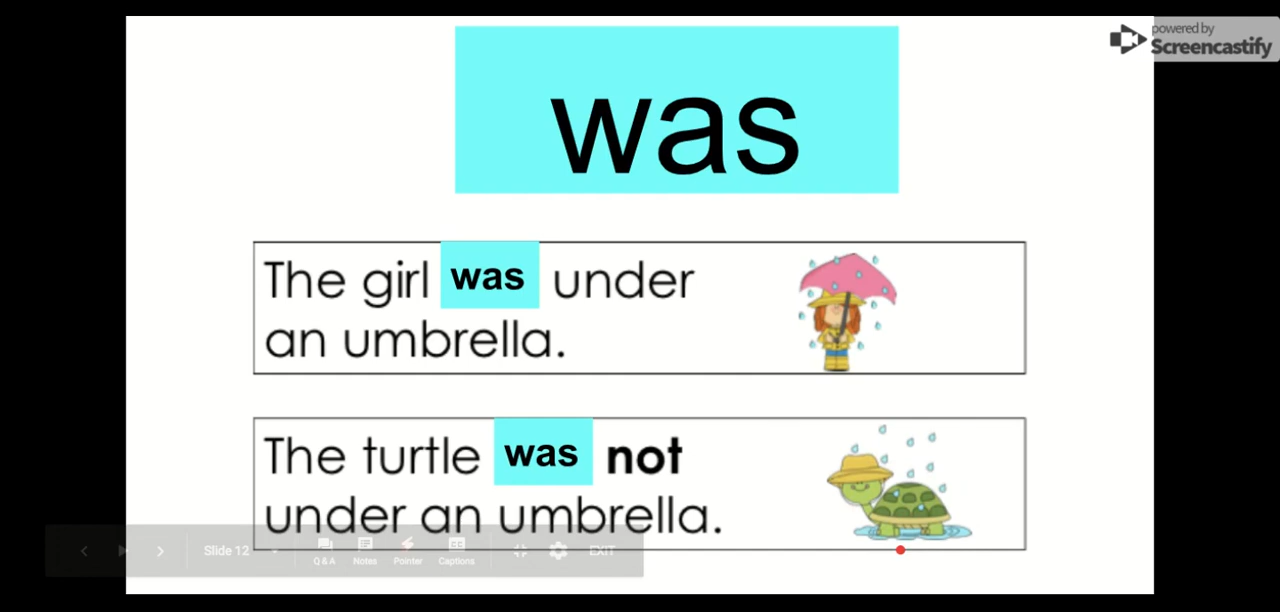 powered by
Screencastify
was
The girl was under
an umbrella.
The turtle was not
under an umbrella.
Slide 12
Q & A Notes Pointer Captions
EXIT